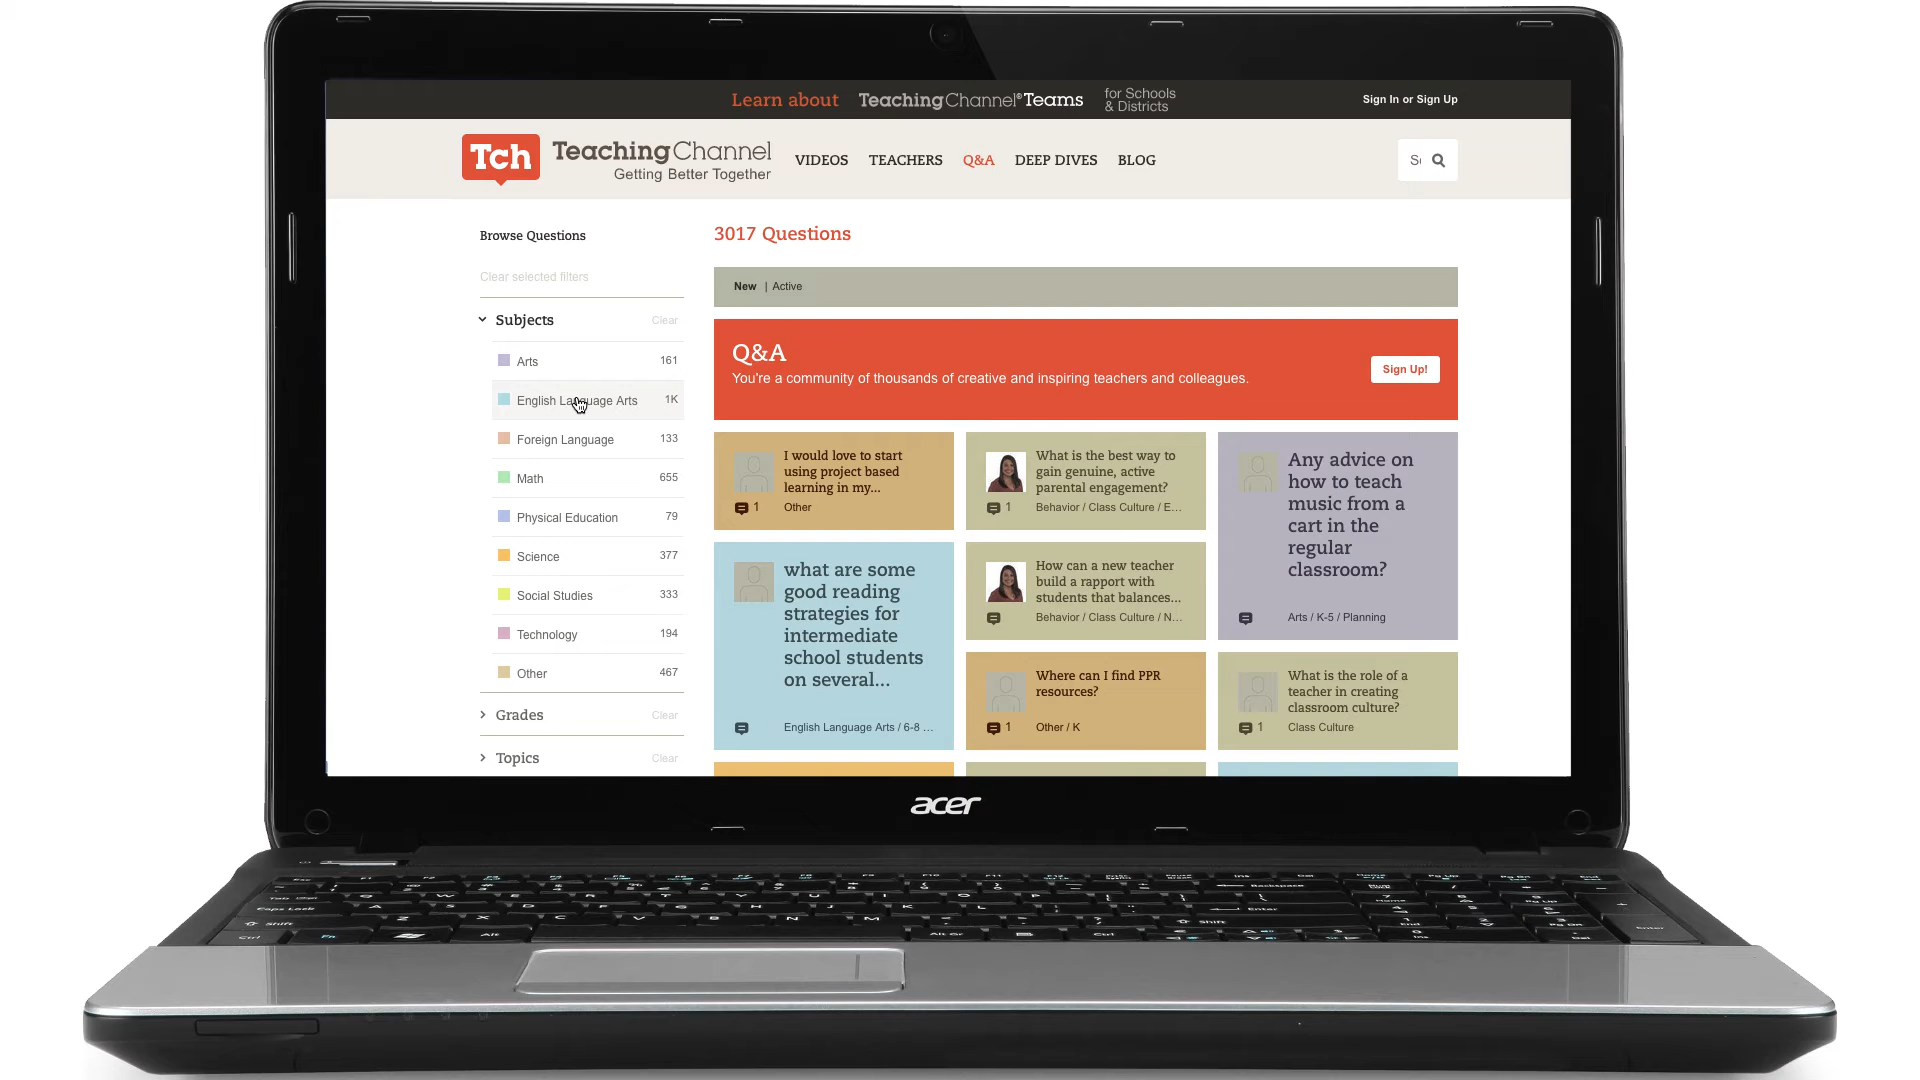 Learn about TeachingChannel® Teams for Schools & Districts
Sign In or Sign Up
Tch TeachingChannel
Getting Better Together
VIDEOS TEACHERS Q&A DEEP DIVES BLOG
Browse Questions
Clear selected filters
Subjects Clear
Arts 161
English Language Arts 1K
Foreign Language 133
Math 655
Physical Education 79
Science 377
Social Studies 333
Technology 194
Other 467
Grades Clear
Topics Clear
3017 Questions
New | Active
Q&A
You're a community of thousands of creative and inspiring teachers and colleagues.
Sign Up!
I would love to start
using project based
learning in my...
1 Other
what are some
good reading
strategies for
intermediate
school students
on several...
English Language Arts / 6-8 ...
What is the best way to
gain genuine, active
parental engagement?
1 Behavior / Class Culture / E...
How can a new teacher
build a rapport with
students that balances...
Behavior / Class Culture / N...
Where can I find PPR
resources?
1 Other / K
Any advice on
how to teach
music from a
cart in the
regular
classroom?
Arts / K-5 / Planning
What is the role of a
teacher in creating
classroom culture?
1 Class Culture
acer